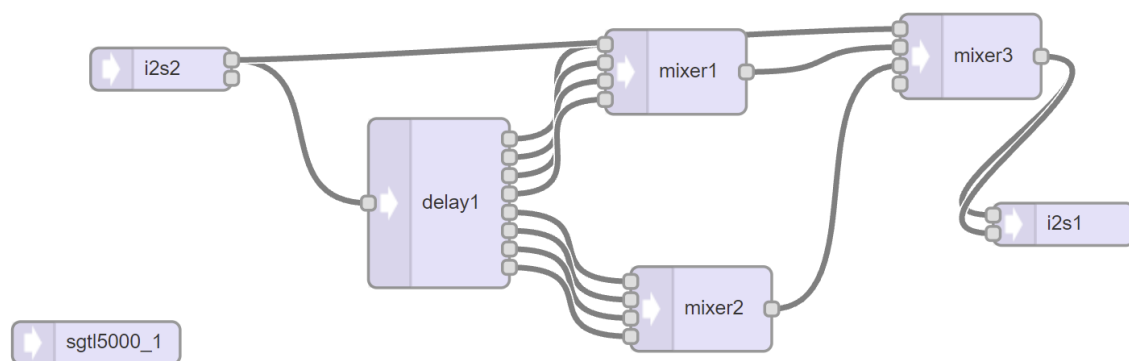 i2s2
mixer1
mixer3
delay1
i2s1
mixer2
sgtl5000_1